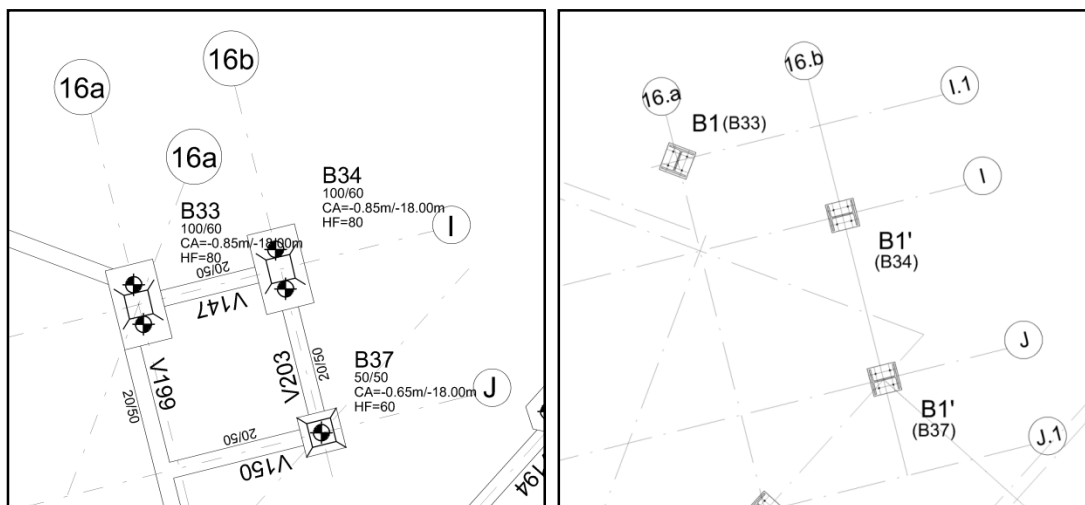 16a
16b
16a
B33
100/60
CA=-0.85m/-18.00m
HF=80
B34
100/60
CA=-0.85m/-18.00m
HF=80
I
20/50
V147
V199
20/50
V203
20/50
B37
50/50
CA=-0.65m/-18.00m
HF=60
J
20/50
V150
V194
16.a
16.b
I.1
B1 (B33)
I
B1'
(B34)
J
B1'
(B37)
J.1